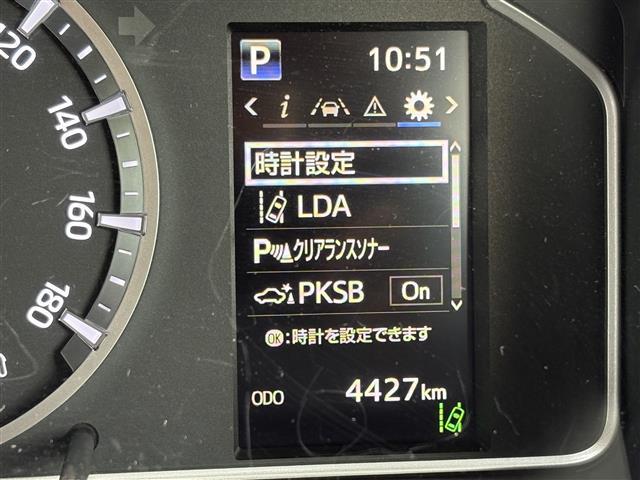 120
140
160
180
P 10:51
< i >
時計設定
LDA
Pクリアランスソナー
PKSB On
OK:時計を設定できます
ODO 4427km